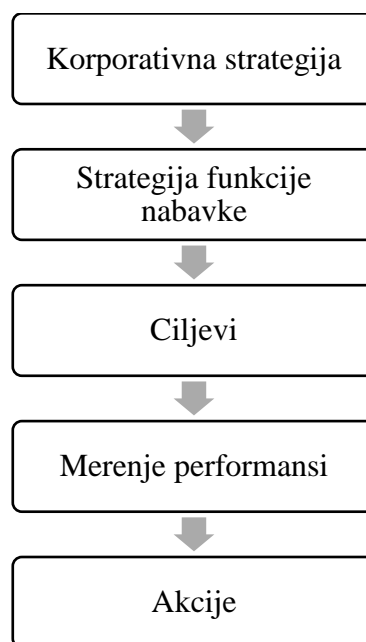 Korporativna strategija
Strategija funkcije
nabavke
Ciljevi
Merenje performansi
Akcije